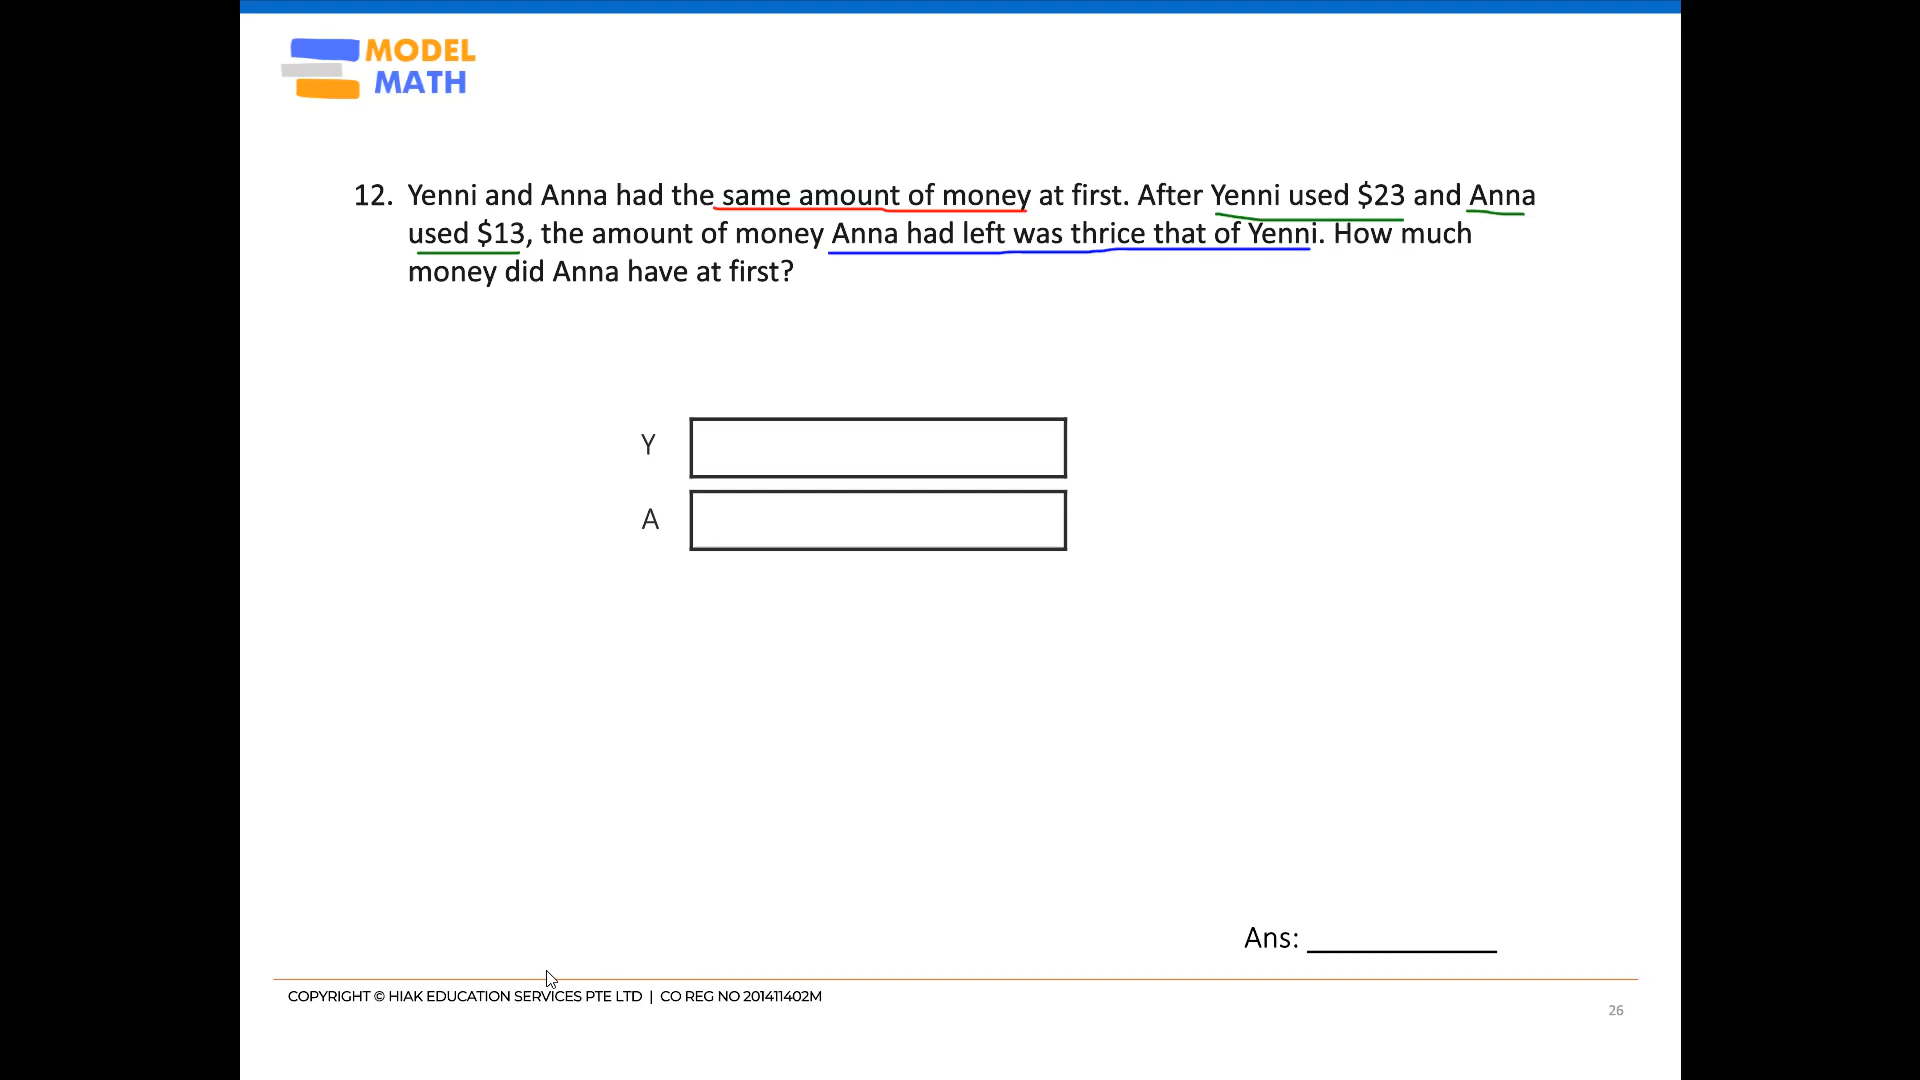 MODEL
MATH
12. Yenni and Anna had the same amount of money at first. After Yenni used $23 and Anna
used $13, the amount of money Anna had left was thrice that of Yenni. How much
money did Anna have at first?
Y
A
Ans: ____________
COPYRIGHT © HIAK EDUCATION SERVICES PTE LTD | CO REG NO 201411402M
26